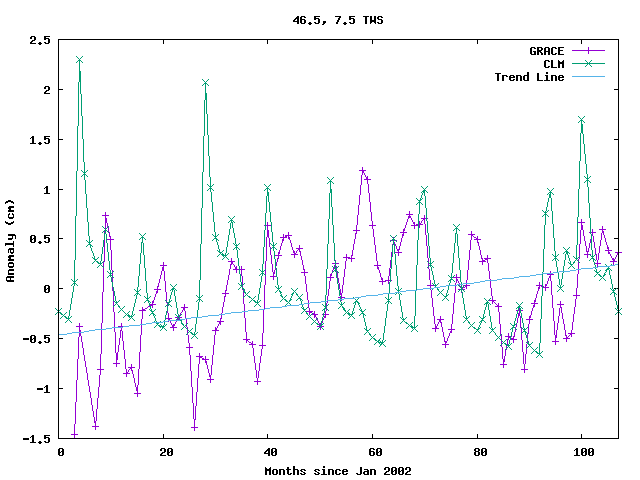 46.5, 7.5 TWS
GRACE
CLM
Trend Line
2.5
2
1.5
1
0.5
0
-0.5
-1
-1.5
Anomaly (cm)
0 20 40 60 80 100
Months since Jan 2002